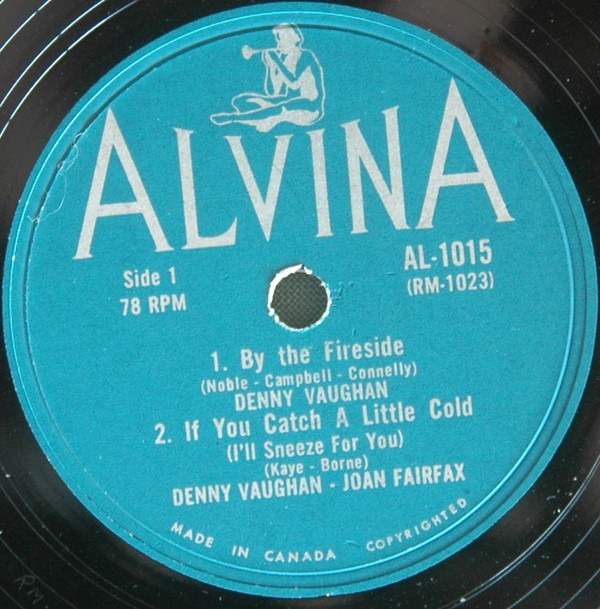 ALVINA
Side 1
78 RPM
AL-1015
(RM-1023)
1. By the Fireside
(Noble - Campbell - Connelly)
DENNY VAUGHAN
2. If You Catch A Little Cold
(I'll Sneeze For You)
(Kaye - Borne)
DENNY VAUGHAN - JOAN FAIRFAX
MADE IN CANADA COPYRIGHTED
RM